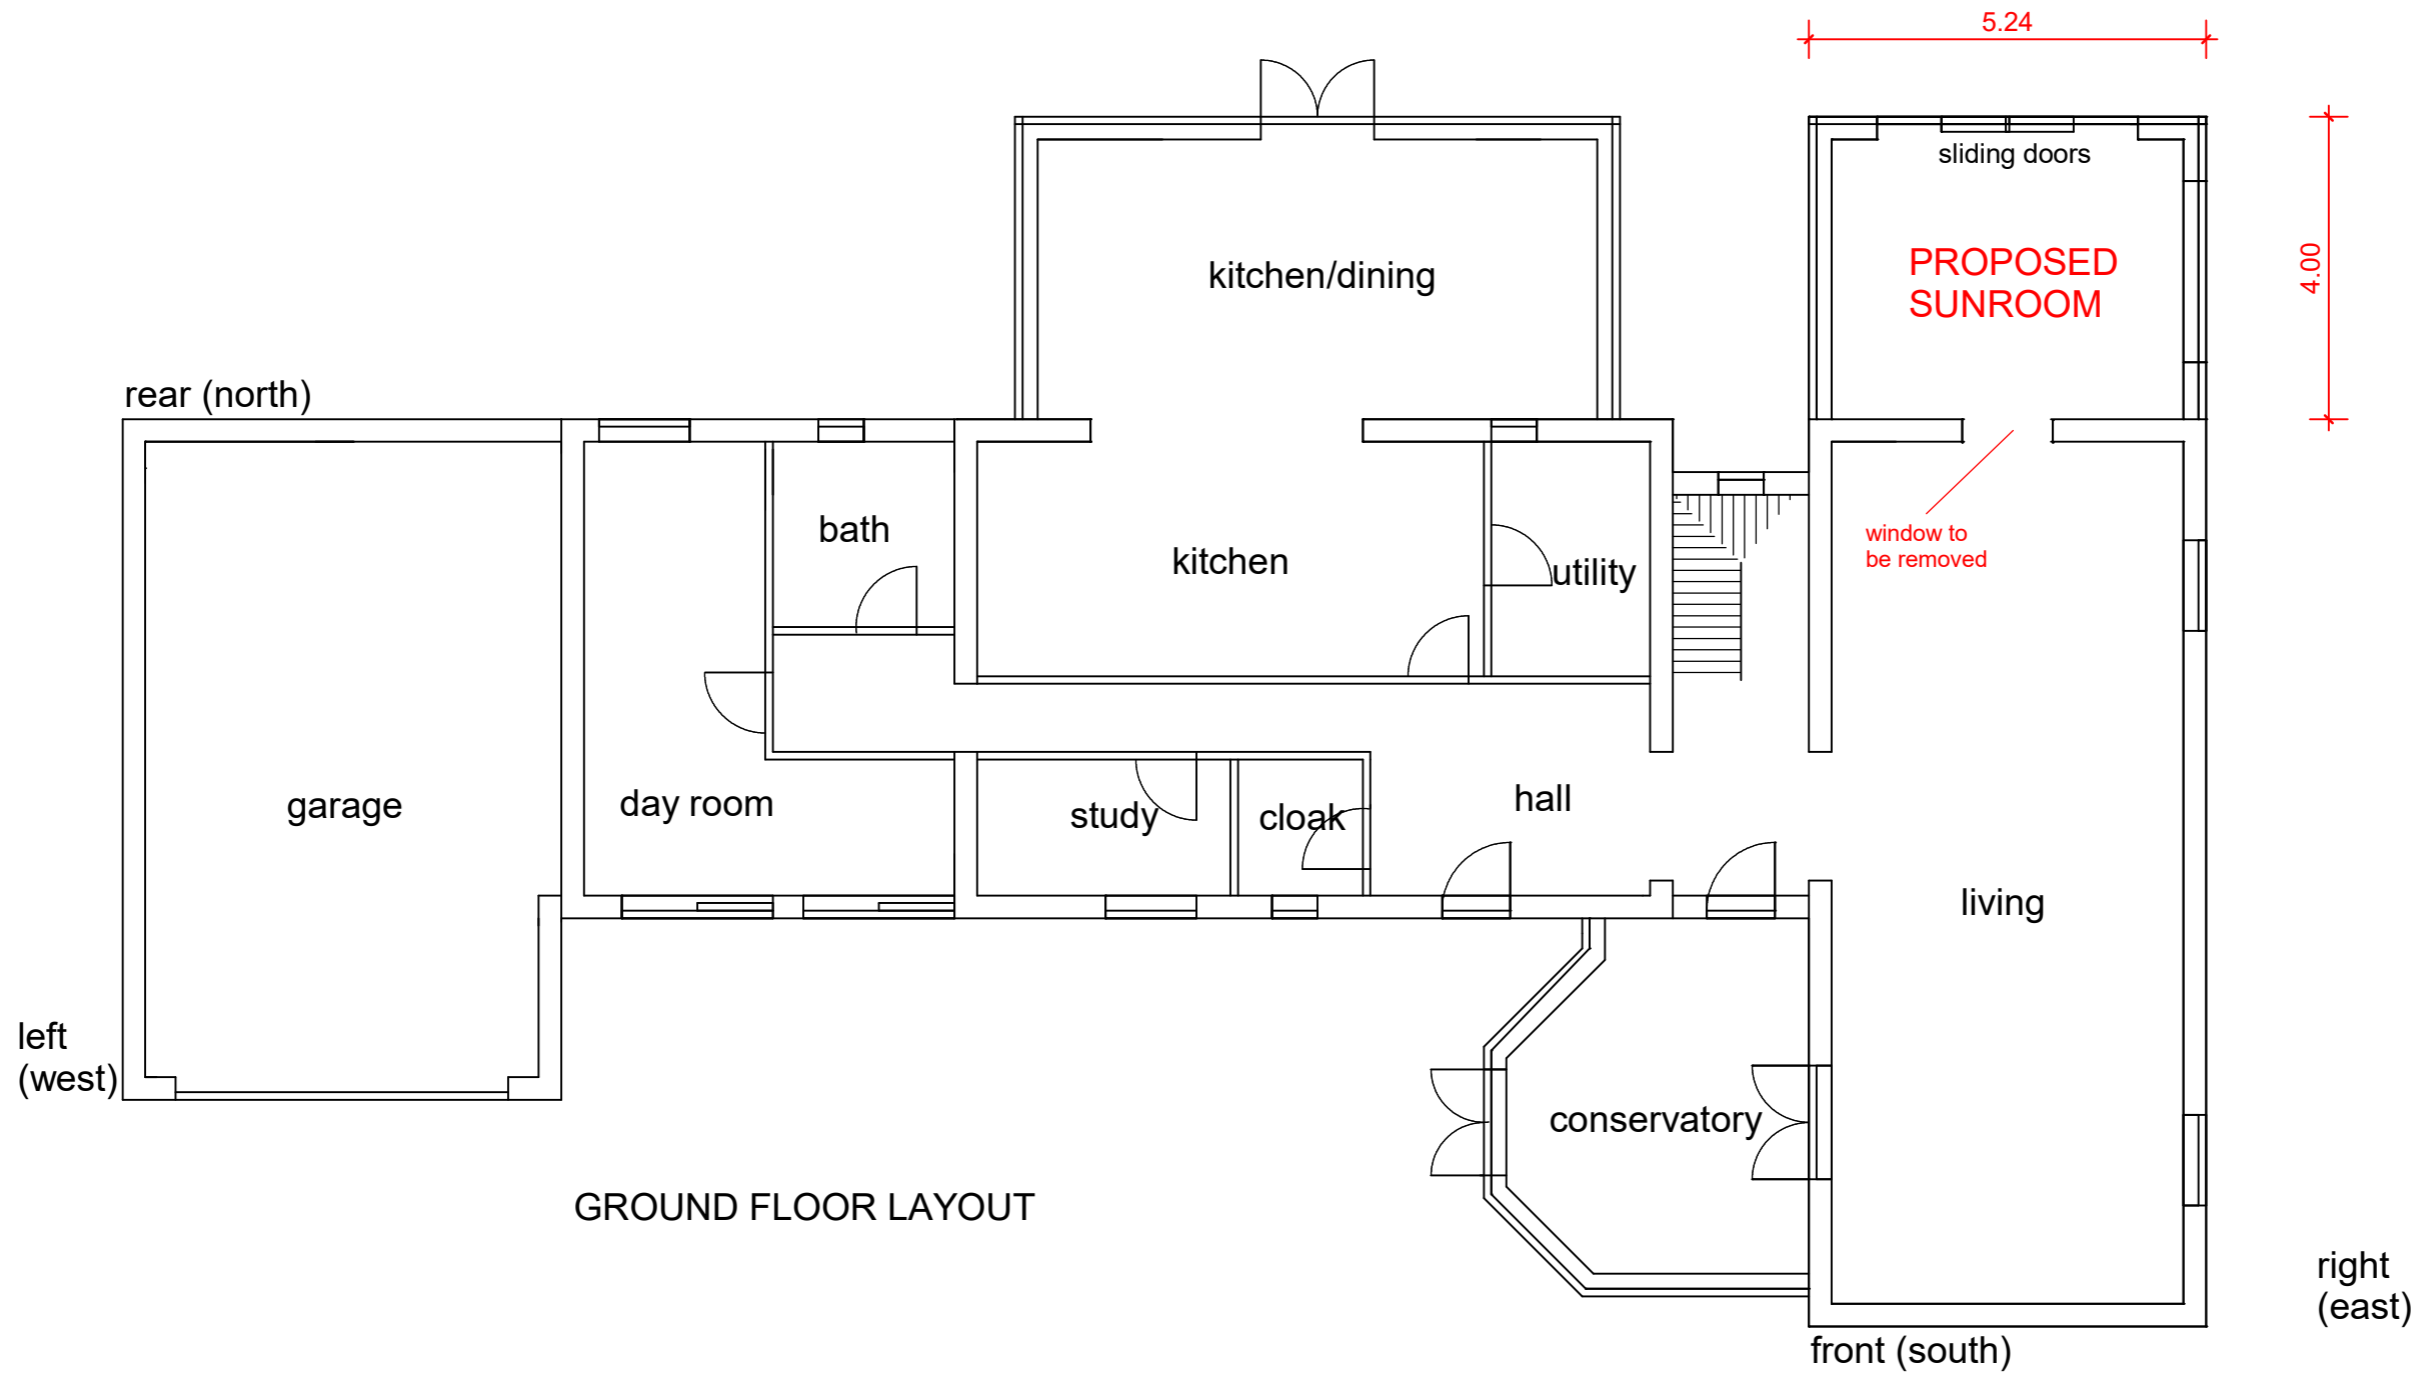 5.24
sliding doors
PROPOSED
SUNROOM
4.00
kitchen/dining
rear (north)
bath
kitchen
utility
window to
be removed
garage
day room
study
cloak
hall
living
left
(west)
conservatory
GROUND FLOOR LAYOUT
right
(east)
front (south)